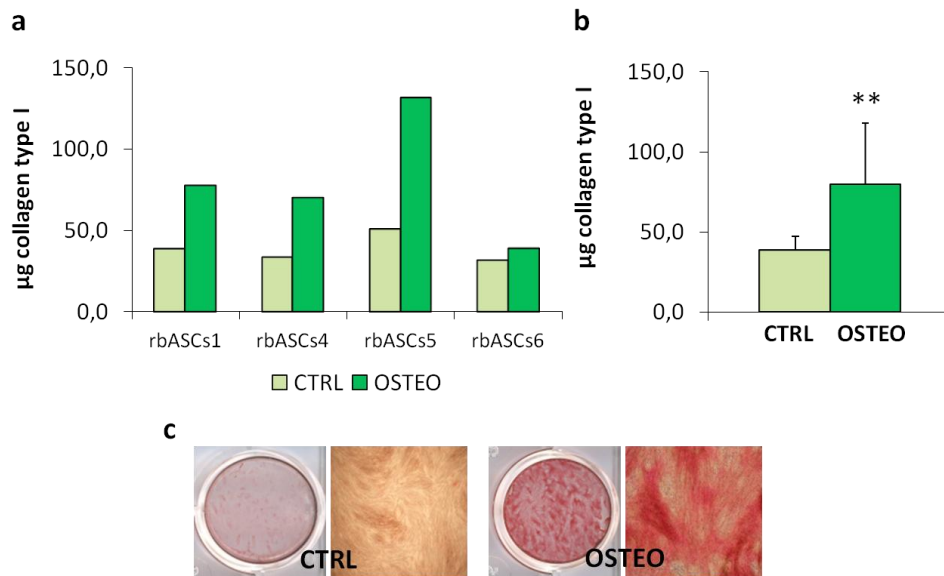 a
µg collagen type I
150,0
100,0
50,0
0,0
rbASCs1 rbASCs4 rbASCs5 rbASCs6
CTRL OSTEO
b
µg collagen type I
150,0
100,0
50,0
0,0
**
CTRL OSTEO
c
CTRL
OSTEO